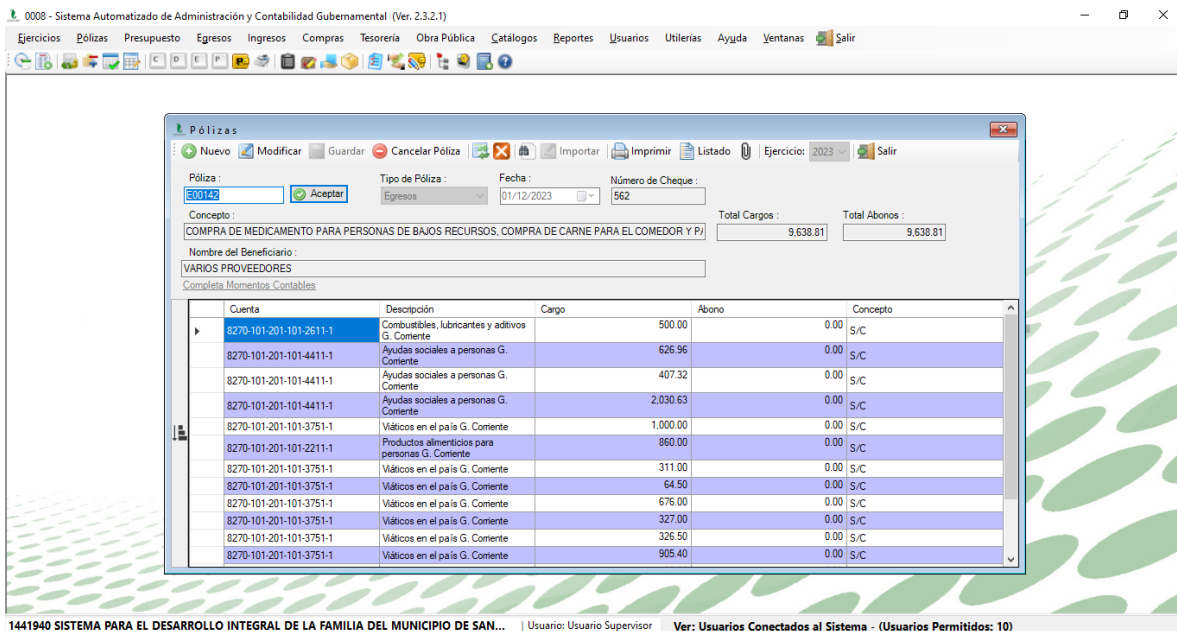 0008 - Sistema Automatizado de Administración y Contabilidad Gubernamental (Ver. 2.3.2.1)
Ejercicios Pólizas Presupuesto Egresos Ingresos Compras Tesorería Obra Pública Catálogos Reportes Usuarios Utilerías Ayuda Ventanas Salir
C D E P P
Pólizas
Nuevo Modificar Guardar Cancelar Póliza Importar Imprimir Listado Ejercicio: 2023 Salir
Póliza : Tipo de Póliza : Fecha : Número de Cheque :
E00142 Aceptar Egresos 01/12/2023 562
Concepto : Total Cargos : Total Abonos :
COMPRA DE MEDICAMENTO PARA PERSONAS DE BAJOS RECURSOS, COMPRA DE CARNE PARA EL COMEDOR Y 9,638.81 9,638.81
Nombre del Beneficiario :
VARIOS PROVEEDORES
Completa Momentos Contables
Cuenta Descripción Cargo Abono Concepto
8270-101-201-101-2611-1 Combustibles, lubricantes y aditivos 500.00 0.00 S/C
G. Corriente
8270-101-201-101-4411-1 Ayudas sociales a personas G. 626.96 0.00 S/C
Corriente
8270-101-201-101-4411-1 Ayudas sociales a personas G. 407.32 0.00 S/C
Corriente
8270-101-201-101-4411-1 Ayudas sociales a personas G. 2,030.63 0.00 S/C
Corriente
8270-101-201-101-3751-1 Viáticos en el país G. Corriente 1,000.00 0.00 S/C
8270-101-201-101-2211-1 Productos alimenticios para 860.00 0.00 S/C
personas G. Corriente
8270-101-201-101-3751-1 Viáticos en el país G. Corriente 311.00 0.00 S/C
8270-101-201-101-3751-1 Viáticos en el país G. Corriente 64.50 0.00 S/C
8270-101-201-101-3751-1 Viáticos en el país G. Corriente 676.00 0.00 S/C
8270-101-201-101-3751-1 Viáticos en el país G. Corriente 327.00 0.00 S/C
8270-101-201-101-3751-1 Viáticos en el país G. Corriente 326.50 0.00 S/C
8270-101-201-101-3751-1 Viáticos en el país G. Corriente 905.40 0.00 S/C
1441940 SISTEMA PARA EL DESARROLLO INTEGRAL DE LA FAMILIA DEL MUNICIPIO DE SAN... Usuario: Usuario Supervisor Ver: Usuarios Conectados al Sistema - (Usuarios Permitidos: 10)